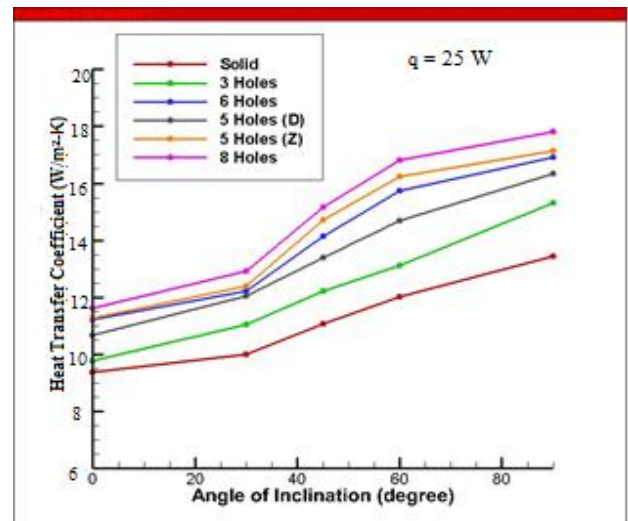 q = 25 W
Solid
3 Holes
6 Holes
5 Holes (D)
5 Holes (Z)
8 Holes
Heat Transfer Coefficient (W/m²-K)
20
18
16
14
12
10
8
6
0 20 40 60 80
Angle of Inclination (degree)